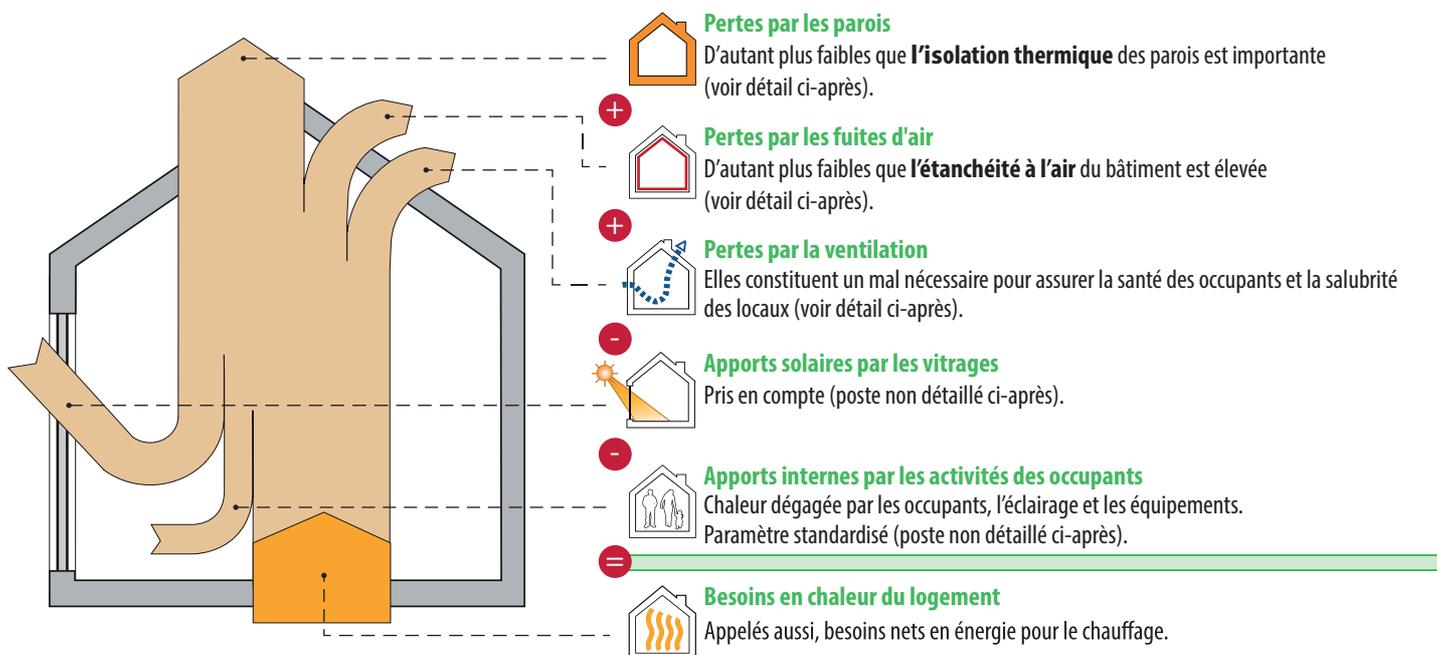 Pertes par les parois
D'autant plus faibles que l'isolation thermique des parois est importante
(voir détail ci-après).
+
Pertes par les fuites d'air
D'autant plus faibles que l'étanchéité à l'air du bâtiment est élevée
(voir détail ci-après).
+
Pertes par la ventilation
Elles constituent un mal nécessaire pour assurer la santé des occupants et la salubrité
des locaux (voir détail ci-après).
-
Apports solaires par les vitrages
Pris en compte (poste non détaillé ci-après).
-
Apports internes par les activités des occupants
Chaleur dégagée par les occupants, l'éclairage et les équipements.
Paramètre standardisé (poste non détaillé ci-après).
=
Besoins en chaleur du logement
Appelés aussi, besoins nets en énergie pour le chauffage.